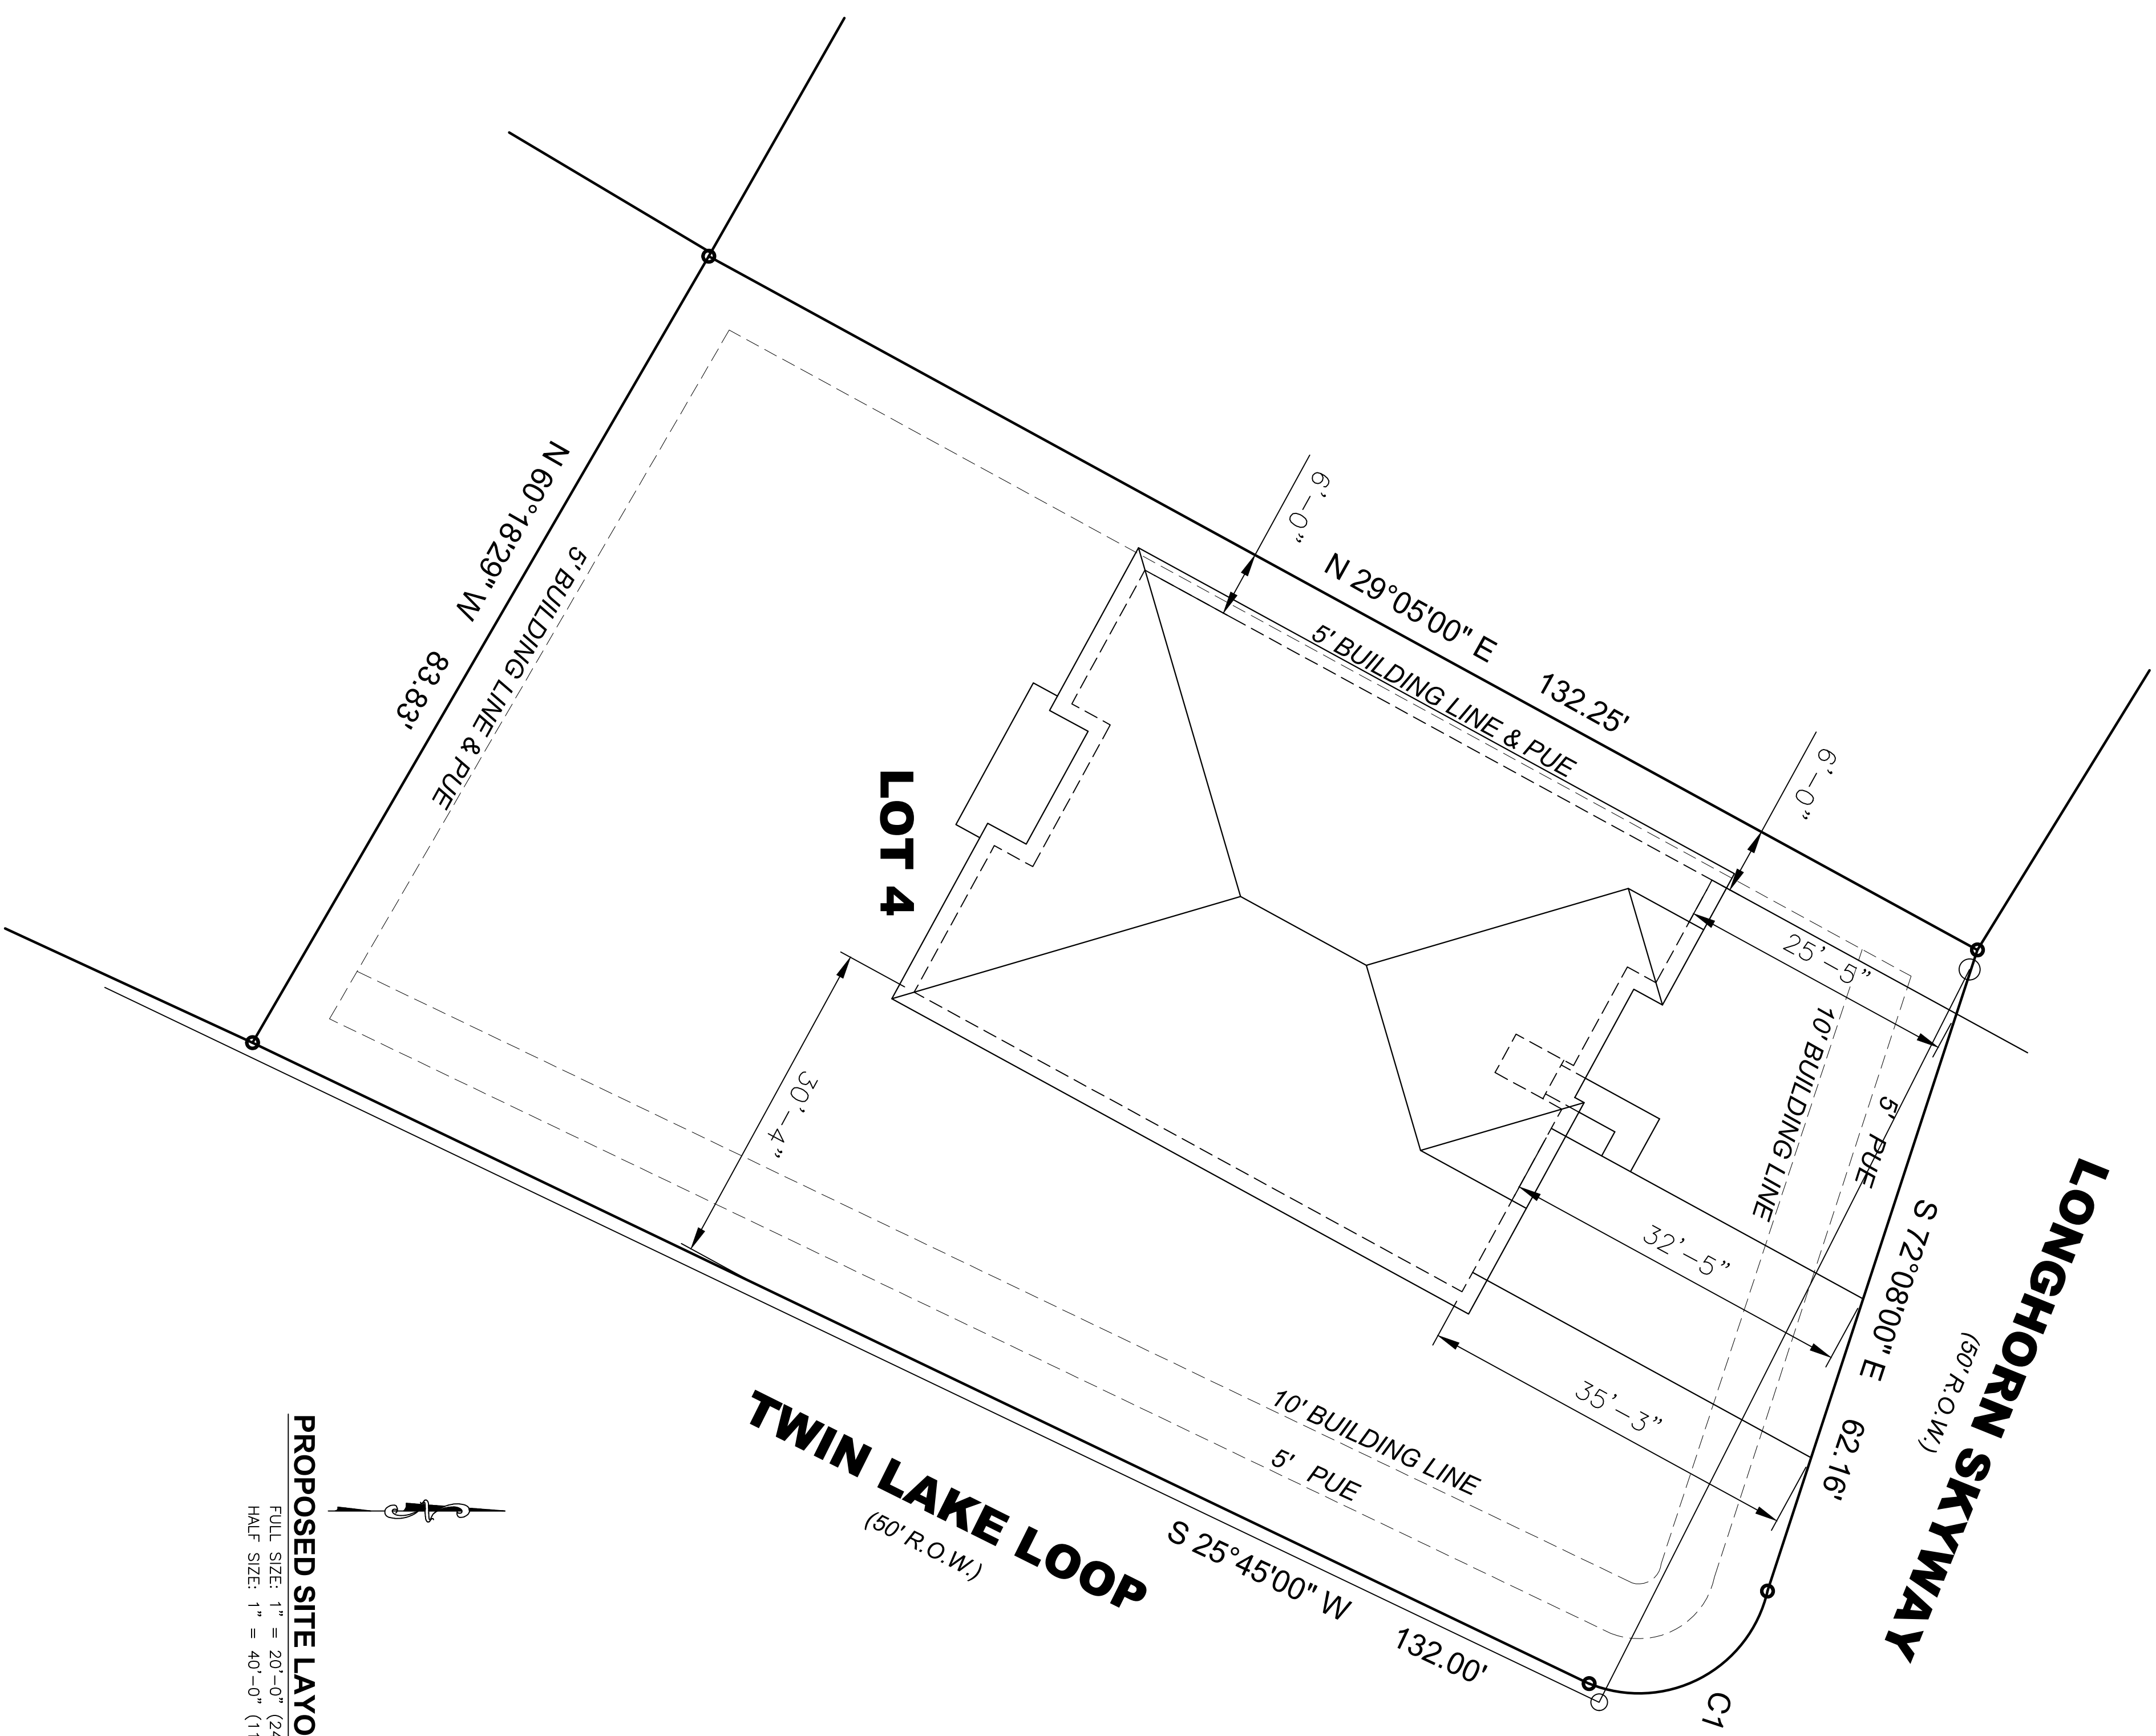 6'-0"
N 29°05'00" E 132.25'
5' BUILDING LINE & PUE
6'-0"
25'-5"
N 60°18'29" W 83.83'
5' BUILDING LINE & PUE
LOT 4
30'-4"
10' BUILDING LINE
5' PUE
S 72°08'00" E 62.16'
LONGHORN SKYWAY
(50' R.O.W.)
32'-5"
35'-3"
10' BUILDING LINE
5' PUE
TWIN LAKE LOOP
(50' R.O.W.)
S 25°45'00" W 132.00'
C1
PROPOSED SITE LAYO
FULL SIZE: 1" = 20'-0" (24
HALF SIZE: 1" = 40'-0" (11